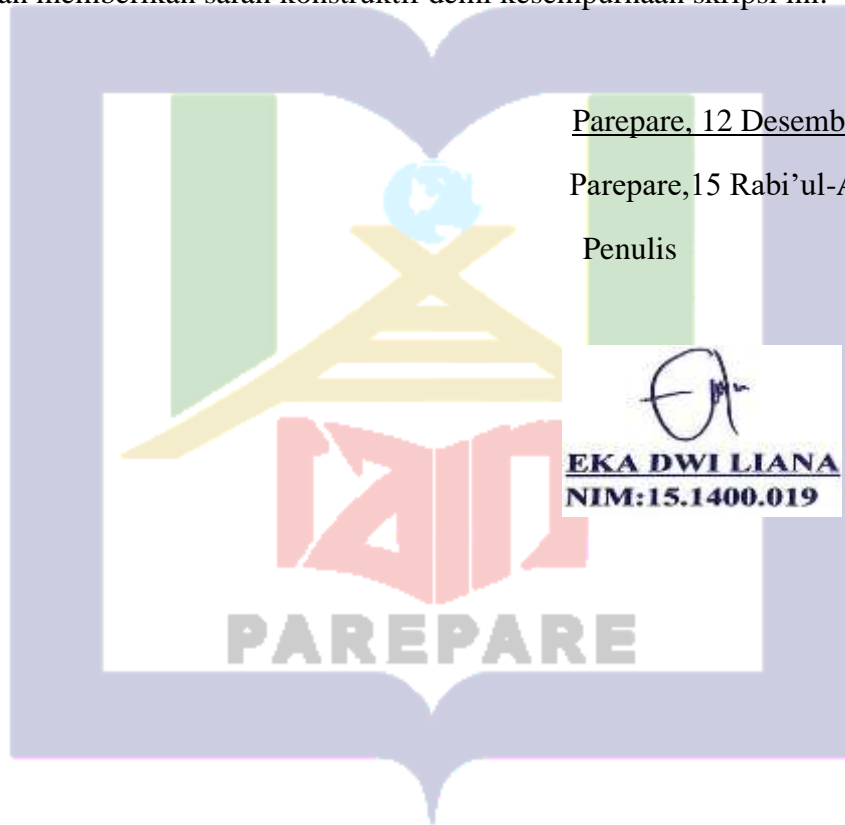 memberikan saran konstruktif demi kesempurnaan skripsi ini.
Parepare, 12 Desemb
Parepare,15 Rabi’ul-A
Penulis
EKA DWI LIANA
NIM:15.1400.019
iain
PAREPARE